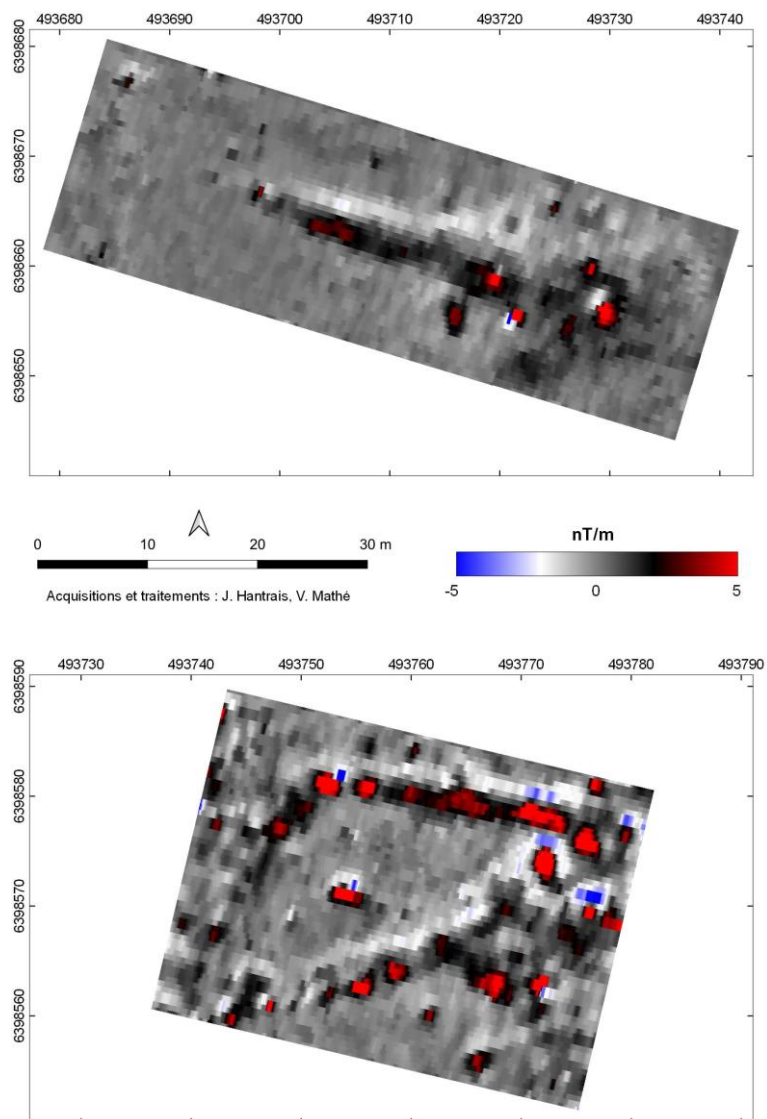 493680 493690 493700 493710 493720 493730 493740
6398680
6398670
6398660
6398650
0 10 20 30 m
Acquisitions et traitements : J. Hantrais, V. Mathé
nT/m
-5 0 5
493730 493740 493750 493760 493770 493780 493790
6398590
6398580
6398570
6398560